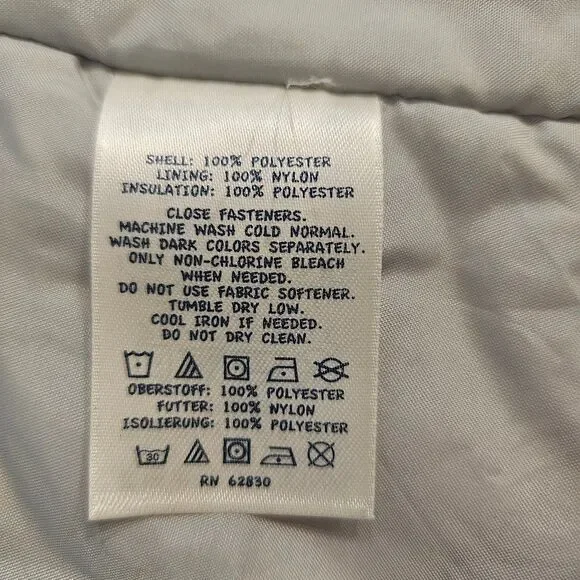 SHELL: 100% POLYESTER
LINING: 100% NYLON
INSULATION: 100% POLYESTER
CLOSE FASTENERS.
MACHINE WASH COLD NORMAL.
WASH DARK COLORS SEPARATELY.
ONLY NON-CHLORINE BLEACH
WHEN NEEDED.
DO NOT USE FABRIC SOFTENER.
TUMBLE DRY LOW.
COOL IRON IF NEEDED.
DO NOT DRY CLEAN.
OBERSTOFF: 100% POLYESTER
FUTTER: 100% NYLON
ISOLIERUNG: 100% POLYESTER
30
RN 62830